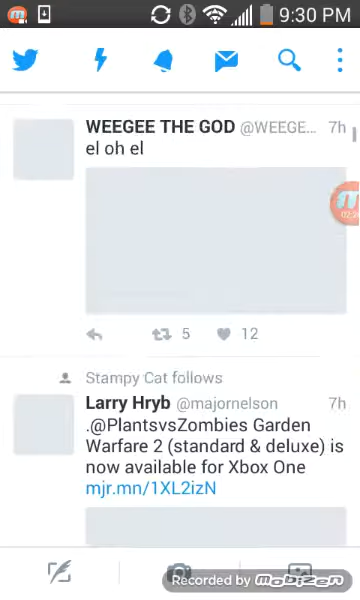 9:30 PM
WEEGEE THE GOD @WEEGE... 7h
el oh el
5 12
Stampy Cat follows
Larry Hryb @majornelson 7h
.@PlantsvsZombies Garden
Warfare 2 (standard & deluxe) is
now available for Xbox One
mjr.mn/1XL2izN
Recorded by mobizen